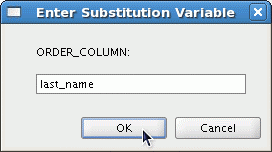 Enter Substitution Variable
ORDER_COLUMN:
last_name
OK
Cancel